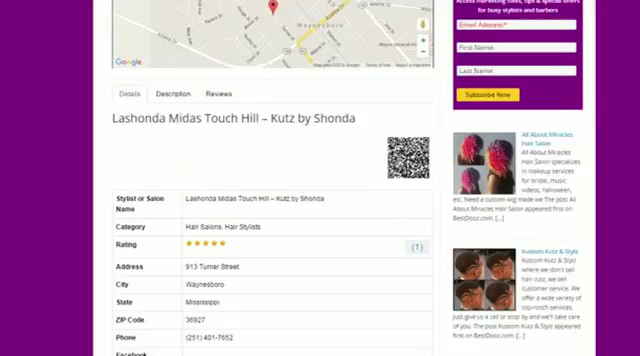 Wayne St
Google
Terms of Use
Details
Description
Reviews
Lashonda Midas Touch Hill – Kutz by Shonda
Stylist or Salon Name
Lashonda Midas Touch Hill – Kutz by Shonda
Category
Hair Salons, Hair Stylists
Rating
(1)
Address
913 Turner Street
City
Waynesboro
State
Mississippi
ZIP Code
36927
Phone
(251) 401-7652
Facebook
Access marketing tools, tips & special offers
for busy stylists and barbers
Email Address*
First Name
Last Name
Subscribe Now
All About Miracles
Hair Salon
All About Miracles
Hair Salon specializes
in makeup services
for bridal, music
videos, halloween,
etc. Need a custom wig made we The post All
About Miracles Hair Salon appeared first on
BestDooz.com. [...]
Kustom Kutz & Stylz
Kustom Kutz & Stylz
where we don't sell
hair cutz, we sell
customer service. We
offer a wide variety of
top-notch services.
Just give us a call or stop by and we'll take care
of you. The post Kustom Kutz & Stylz appeared
first on BestDooz.com. [...]